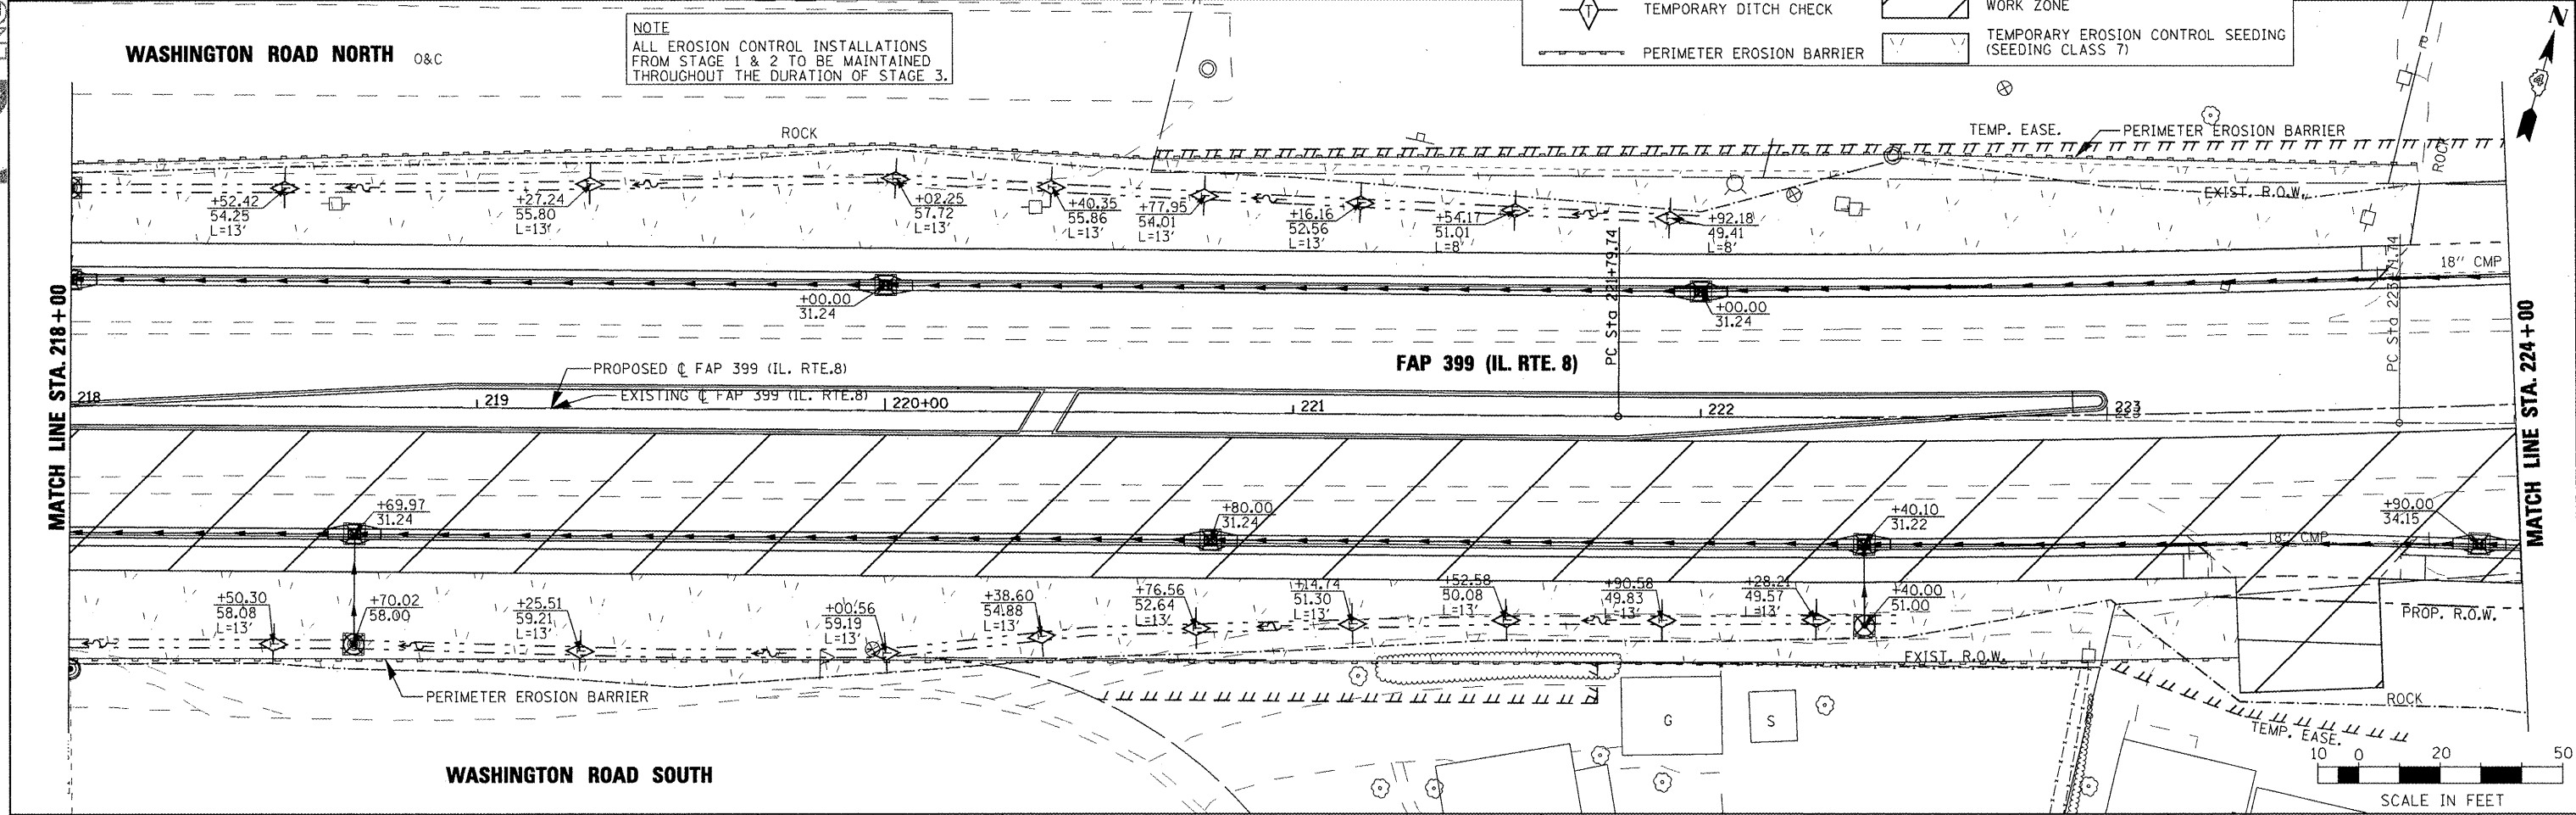 WASHINGTON ROAD NORTH O&C
NOTE
ALL EROSION CONTROL INSTALLATIONS
FROM STAGE 1 & 2 TO BE MAINTAINED
THROUGHOUT THE DURATION OF STAGE 3.
T TEMPORARY DITCH CHECK
WORK ZONE
PERIMETER EROSION BARRIER
TEMPORARY EROSION CONTROL SEEDING
(SEEDING CLASS 7)
N
P
ROCK
TEMP. EASE.
PERIMETER EROSION BARRIER
ROCK
EXIST. R.O.W.
+52.42
54.25
L=13'
+27.24
55.80
L=13'
+02.25
57.72
L=13'
+40.35
55.86
L=13'
+77.95
54.01
L=13'
+16.16
52.56
L=13'
+54.17
51.01
L=8'
+92.18
49.41
L=8'
18" CMP
+00.00
31.24
+00.00
31.24
PC Sta 221+79.74
PC Sta
MATCH LINE STA. 218+00
MATCH LINE STA. 224+00
PROPOSED ℄ FAP 399 (IL. RTE.8)
EXISTING ℄ FAP 399 (IL. RTE.8)
FAP 399 (IL. RTE. 8)
218
219
220+00
221
222
223
+69.97
31.24
+80.00
31.24
+40.10
31.22
+90.00
34.15
18" CMP
+50.30
58.08
L=13'
+70.02
58.00
+25.51
59.21
L=13'
+00.56
59.19
L=13'
+38.60
54.88
L=13'
+76.56
52.64
L=13'
+14.74
51.30
L=13'
+52.58
50.08
L=13'
+90.58
49.83
L=13'
+28.21
49.57
L=13'
+40.00
51.00
PROP. R.O.W.
EXIST. R.O.W.
PERIMETER EROSION BARRIER
ROCK
TEMP. EASE.
G
S
WASHINGTON ROAD SOUTH
10 0 20 50
SCALE IN FEET